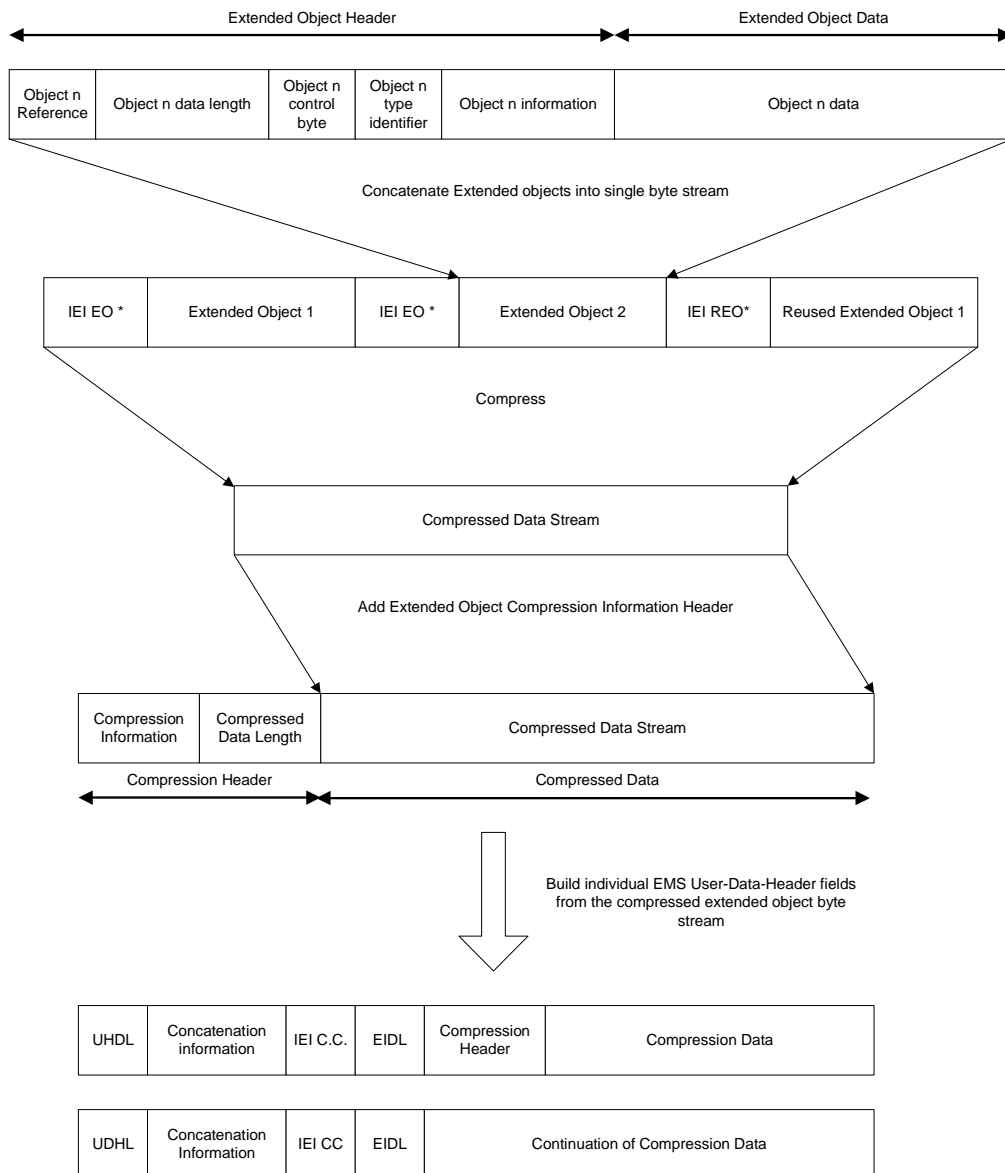 Extended Object Header
Extended Object Data
Object n
Reference
Object n data length
Object n
control
byte
Object n
type
identifier
Object n information
Object n data
Concatenate Extended objects into single byte stream
IEI EO *
Extended Object 1
IEI EO *
Extended Object 2
IEI REO*
Reused Extended Object 1
Compress
Compressed Data Stream
Add Extended Object Compression Information Header
Compression
Information
Compressed
Data Length
Compressed Data Stream
Compression Header
Compressed Data
Build individual EMS User-Data-Header fields
from the compressed extended object byte
stream
UHDL
Concatenation
information
IEI C.C.
EIDL
Compression
Header
Compression Data
UDHL
Concatenation
Information
IEI CC
EIDL
Continuation of Compression Data